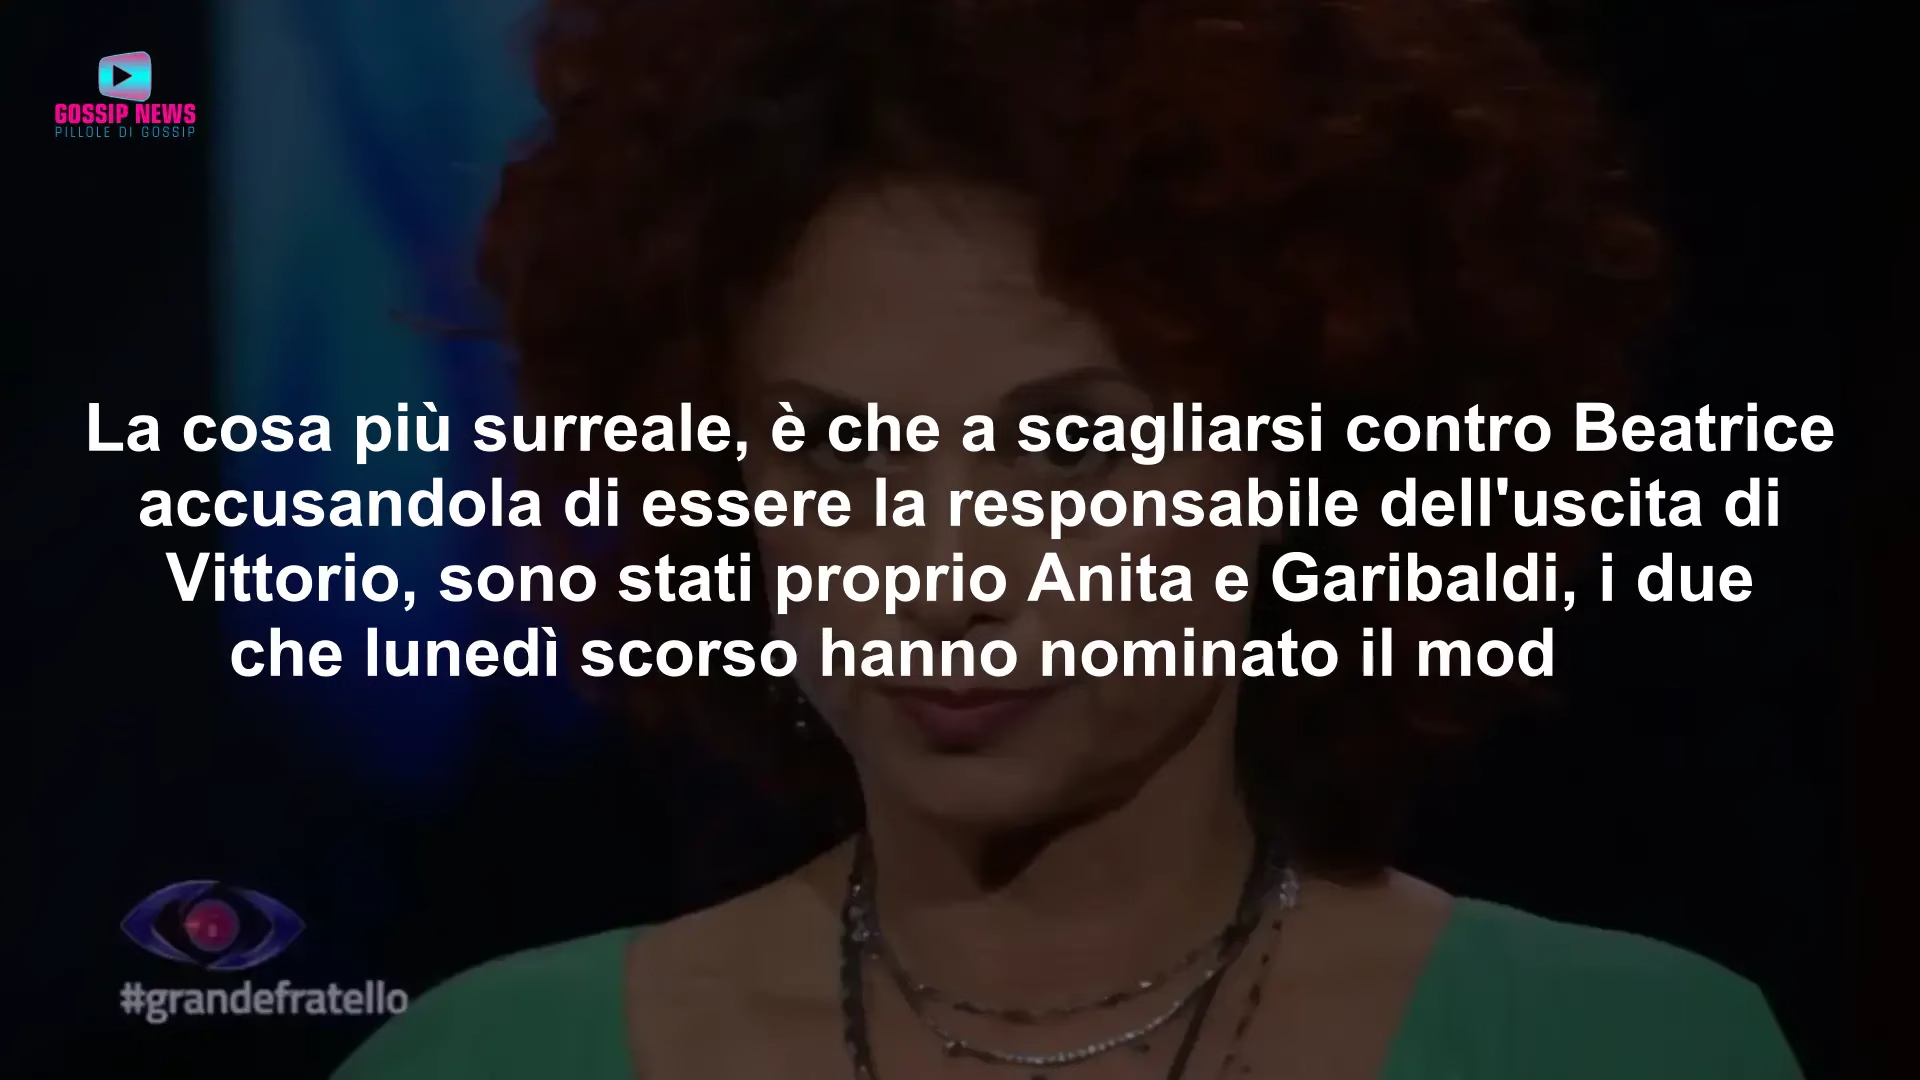 GOSSIP NEWS
PILLOLE DI GOSSIP
La cosa più surreale, è che a scagliarsi contro Beatrice
accusandola di essere la responsabile dell'uscita di
Vittorio, sono stati proprio Anita e Garibaldi, i due
che lunedì scorso hanno nominato il mod
#grandefratello